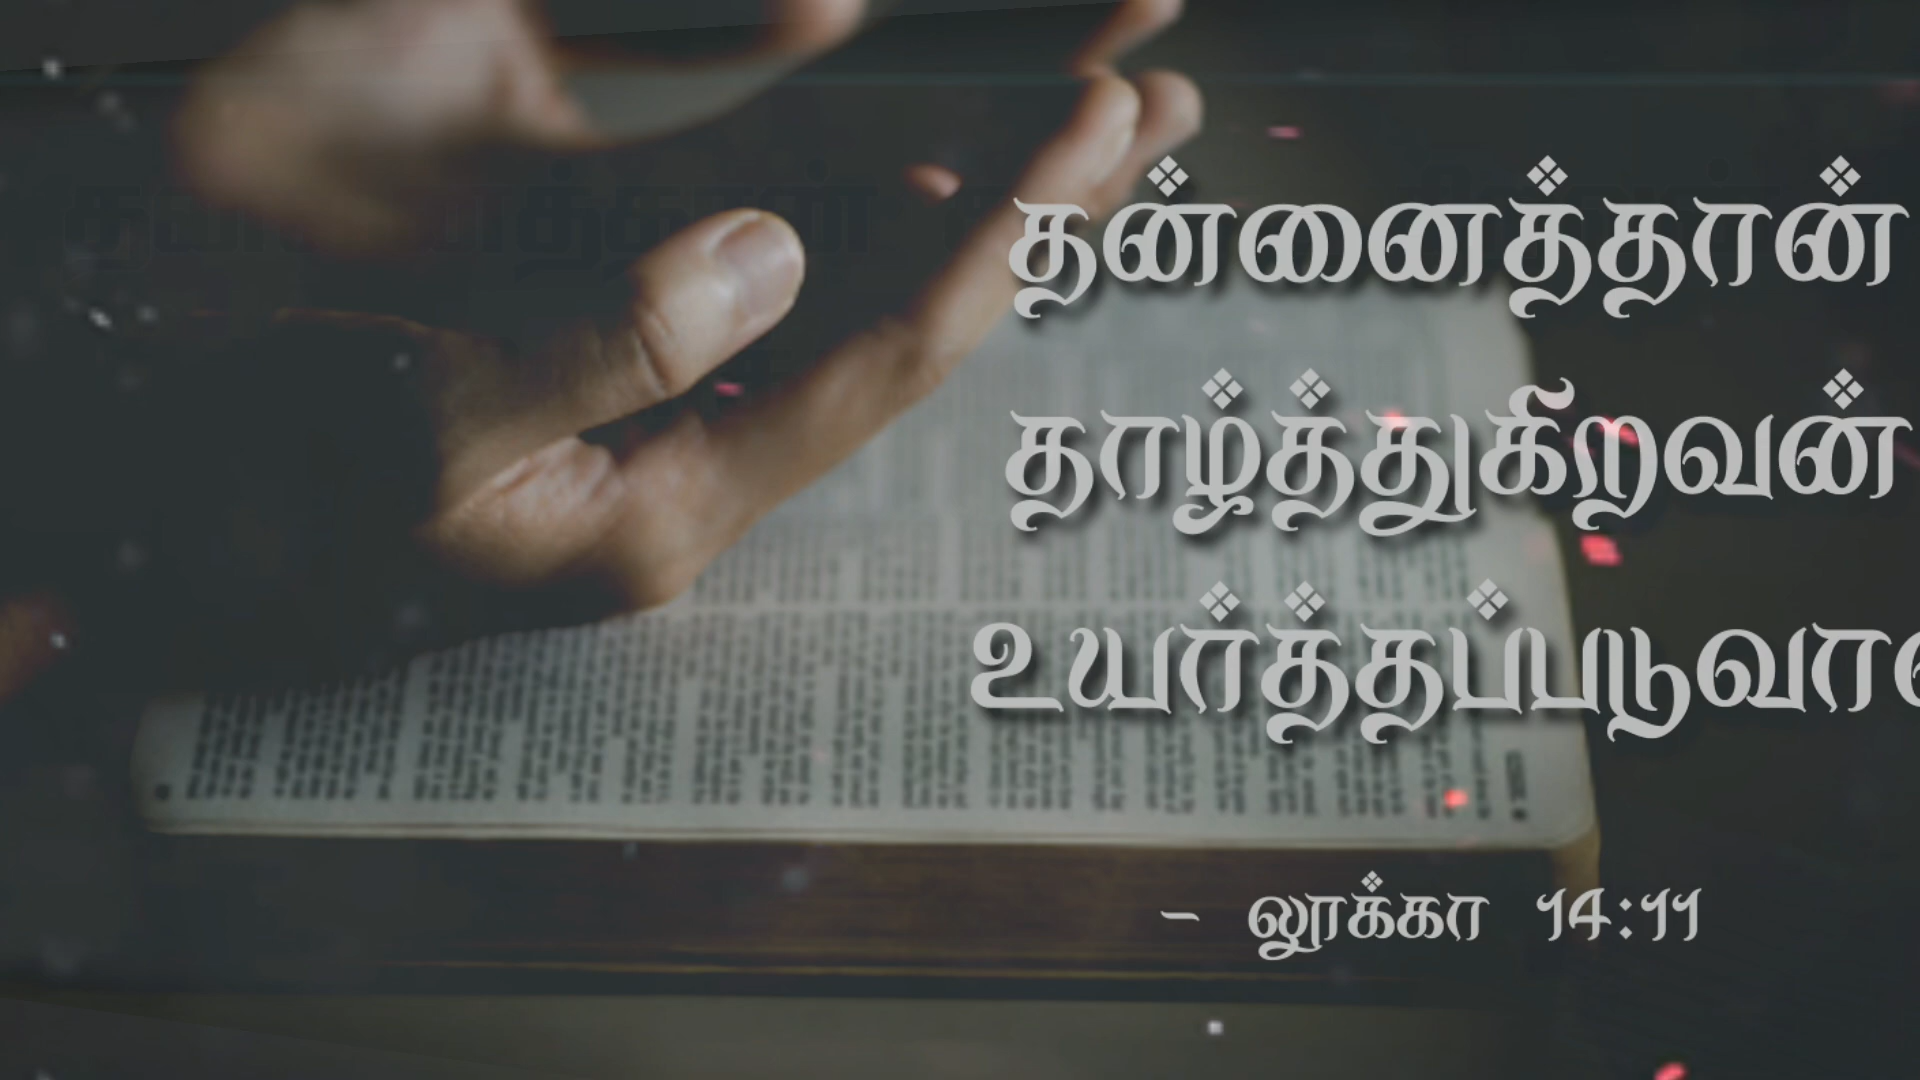 தன்னைத்தான்
தாழ்த்துகிறவன்
உயர்த்தப்படுவா
– லூக்கா 14:11